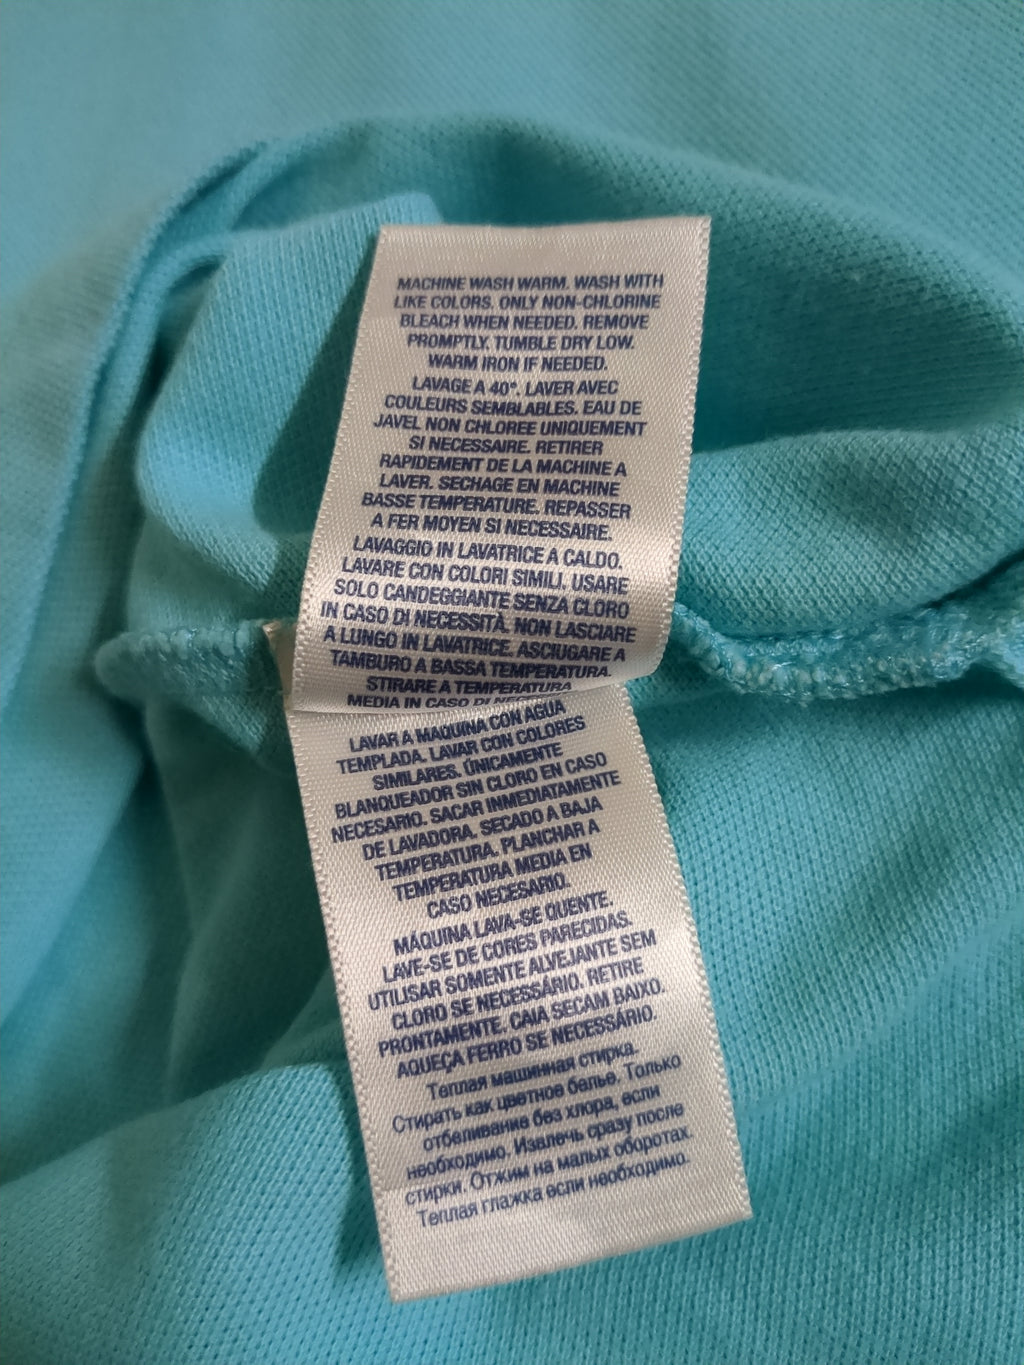 MACHINE WASH WARM. WASH WITH
LIKE COLORS. ONLY NON-CHLORINE
BLEACH WHEN NEEDED. REMOVE
PROMPTLY. TUMBLE DRY LOW.
WARM IRON IF NEEDED.
LAVAGE A 40°. LAVER AVEC
COULEURS SEMBLABLES. EAU DE
JAVEL NON CHLOREE UNIQUEMENT
SI NECESSAIRE. RETIRER
RAPIDEMENT DE LA MACHINE A
LAVER. SECHAGE EN MACHINE
BASSE TEMPERATURE. REPASSER
A FER MOYEN SI NECESSAIRE.
LAVAGGIO IN LAVATRICE A CALDO.
LAVARE CON COLORI SIMILI. USARE
SOLO CANDEGGIANTE SENZA CLORO
IN CASO DI NECESSITÀ. NON LASCIARE
A LUNGO IN LAVATRICE. ASCIUGARE A
TAMBURO A BASSA TEMPERATURA.
STIRARE A TEMPERATURA
MEDIA IN CASO DI
LAVAR A MAQUINA CON AGUA
TEMPLADA. LAVAR CON COLORES
SIMILARES. ÚNICAMENTE
BLANQUEADOR SIN CLORO EN CASO
NECESARIO. SACAR INMEDIATAMENTE
DE LAVADORA. SECADO A BAJA
TEMPERATURA. PLANCHAR A
TEMPERATURA MEDIA EN
CASO NECESARIO.
MÁQUINA LAVA-SE QUENTE.
LAVE-SE DE CORES PARECIDAS.
UTILISAR SOMENTE ALVEJANTE SEM
CLORO SE NECESSÁRIO. RETIRE
PRONTAMENTE. CAIA SECAM BAIXO.
AQUEÇA FERRO SE NECESSÁRIO.
Теплая машинная стирка.
Стирать как цветное белье. Только
отбеливание без хлора, если
необходимо. Извлечь сразу после
стирки. Отжим на малых оборотах.
Теплая глажка если необходимо.